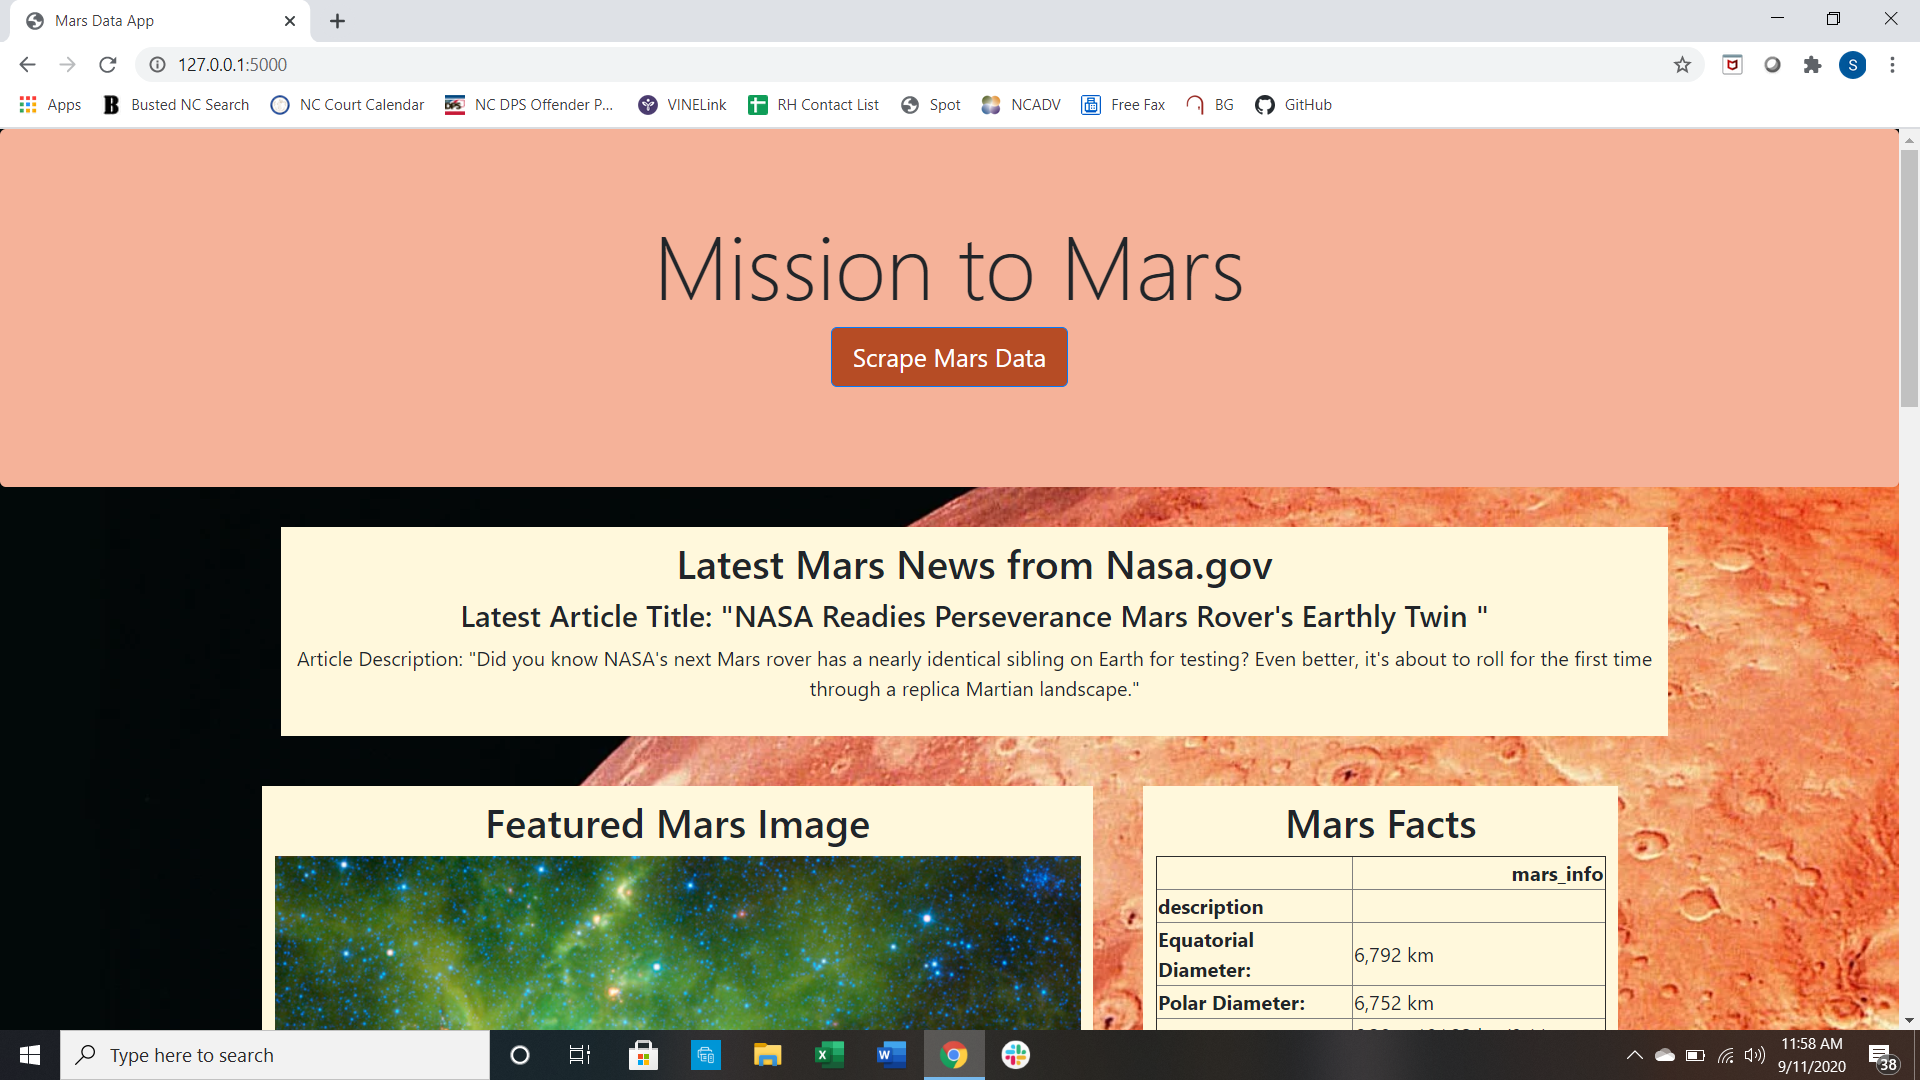 Mars Data App
127.0.0.1:5000
S
Apps
Busted NC Search
NC Court Calendar
NC DPS Offender P...
VINELink
RH Contact List
Spot
NCADV
Free Fax
BG
GitHub
Mission to Mars
Scrape Mars Data
Latest Mars News from Nasa.gov
Latest Article Title: "NASA Readies Perseverance Mars Rover's Earthly Twin "
Article Description: "Did you know NASA's next Mars rover has a nearly identical sibling on Earth for testing? Even better, it's about to roll for the first time
through a replica Martian landscape."
Featured Mars Image
Mars Facts
mars_info
description
Equatorial
Diameter:
6,792 km
Polar Diameter:
6,752 km
Type here to search
11:58 AM
9/11/2020
38